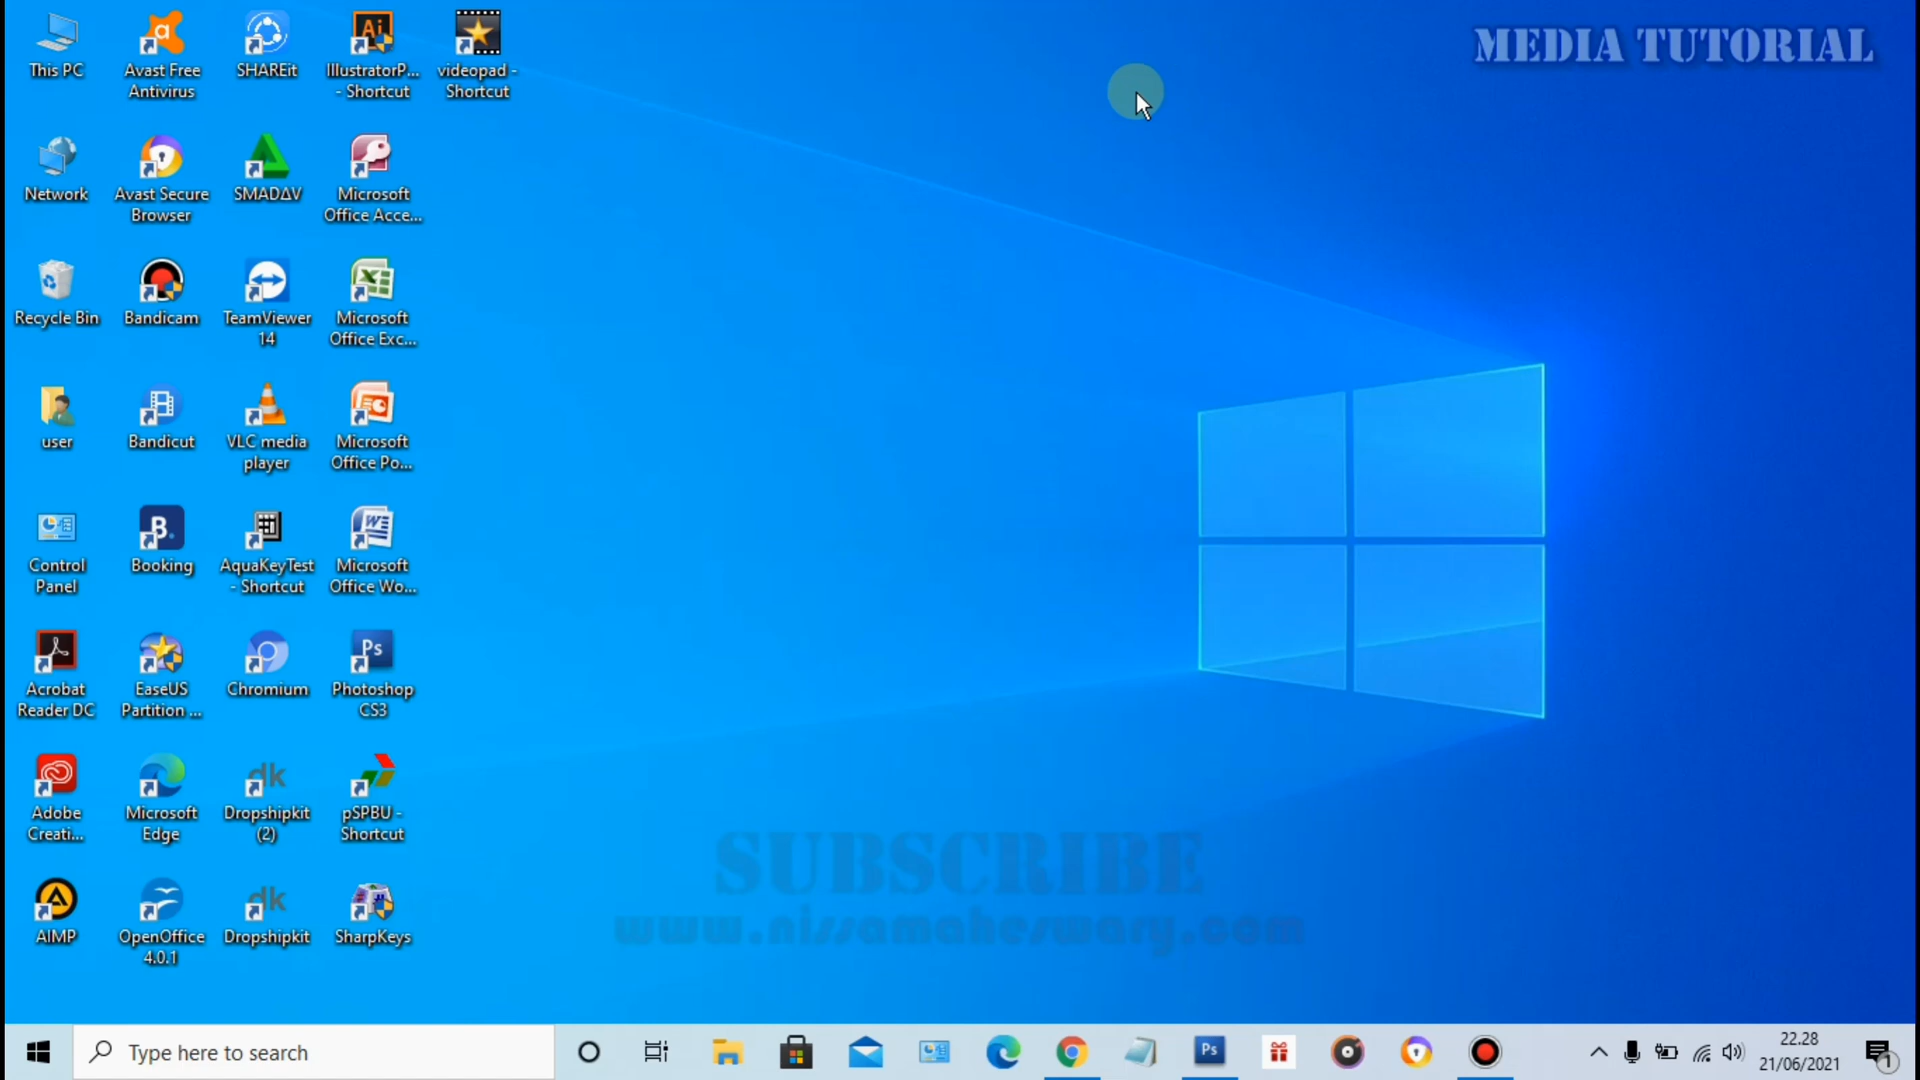 MEDIA TUTORIAL
This PC
Avast Free
Antivirus
SHAREit
IllustratorP...
- Shortcut
videopad -
Shortcut
Network
Avast Secure
Browser
SMADΔV
Microsoft
Office Acce...
Recycle Bin
Bandicam
TeamViewer
14
Microsoft
Office Exc...
user
Bandicut
VLC media
player
Microsoft
Office Po...
Control
Panel
Booking
AquaKeyTest
- Shortcut
Microsoft
Office Wo...
Acrobat
Reader DC
EaseUS
Partition ...
Chromium
Photoshop
CS3
Adobe
Creati...
Microsoft
Edge
Dropshipkit
(2)
pSPBU -
Shortcut
AIMP
OpenOffice
4.0.1
Dropshipkit
SharpKeys
SUBSCRIBE
www.nissamaheswary.com
Type here to search
22.28
21/06/2021